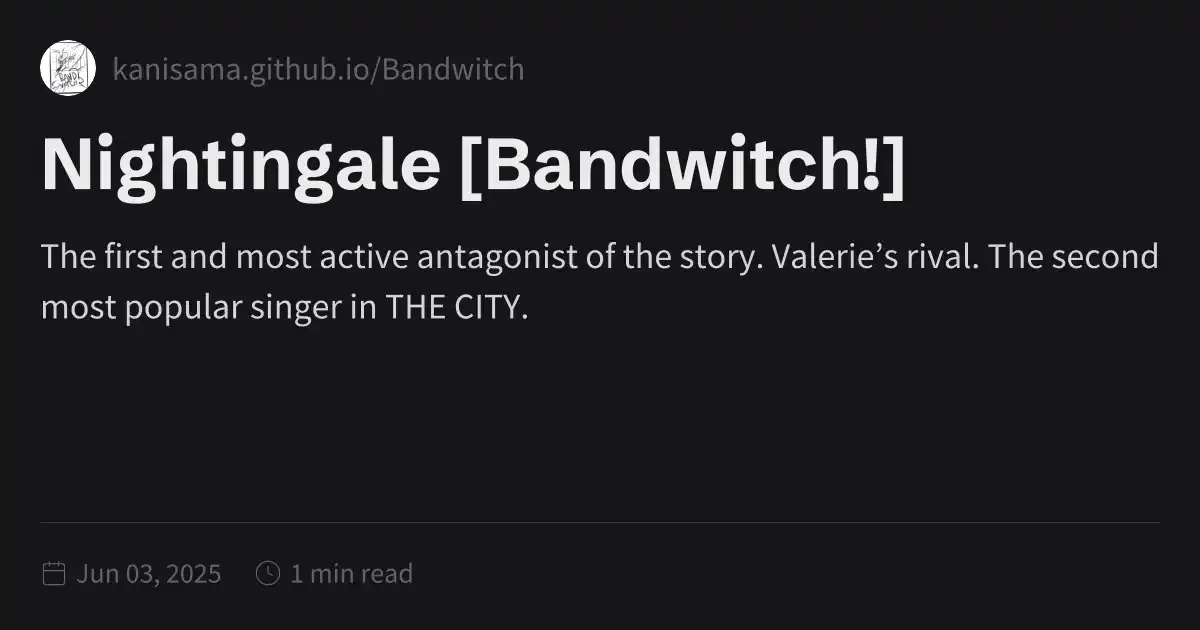 kanisama.github.io/Bandwitch
Nightingale [Bandwitch!]
The first and most active antagonist of the story. Valerie’s rival. The second
most popular singer in THE CITY.
Jun 03, 2025
1 min read